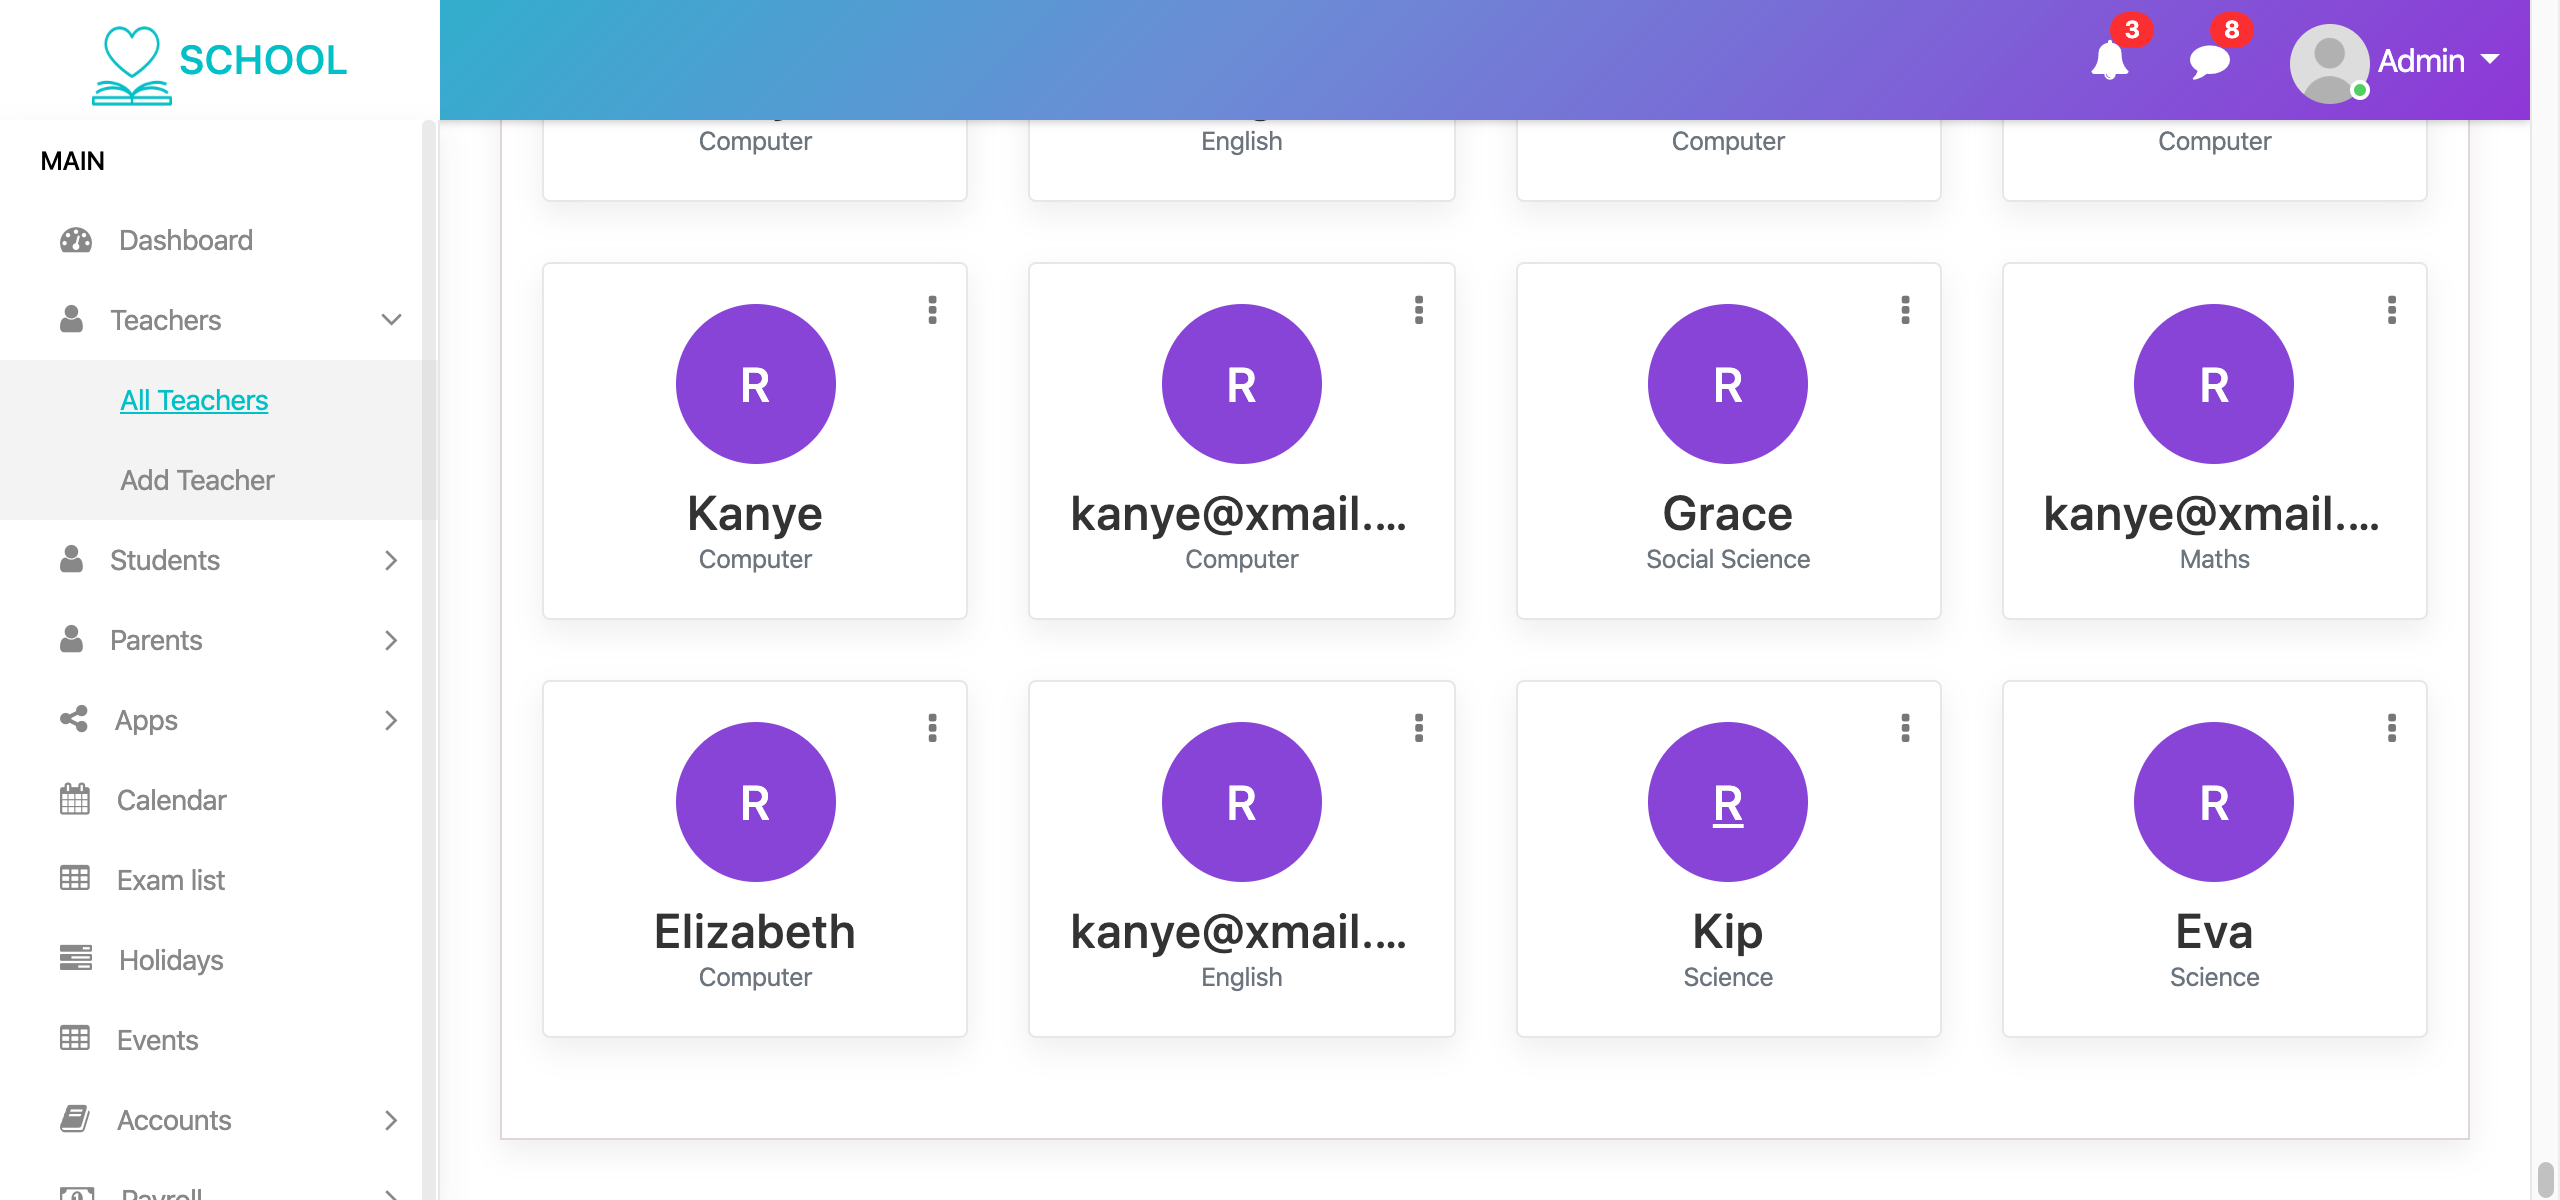 SCHOOL
3
8
Admin
MAIN
Dashboard
Teachers
All Teachers
Add Teacher
Students
Parents
Apps
Calendar
Exam list
Holidays
Events
Accounts
Payroll
Computer
English
Computer
Computer
R
Kanye
Computer
R
kanye@xmail....
Computer
R
Grace
Social Science
R
kanye@xmail....
Maths
R
Elizabeth
Computer
R
kanye@xmail....
English
R
Kip
Science
R
Eva
Science